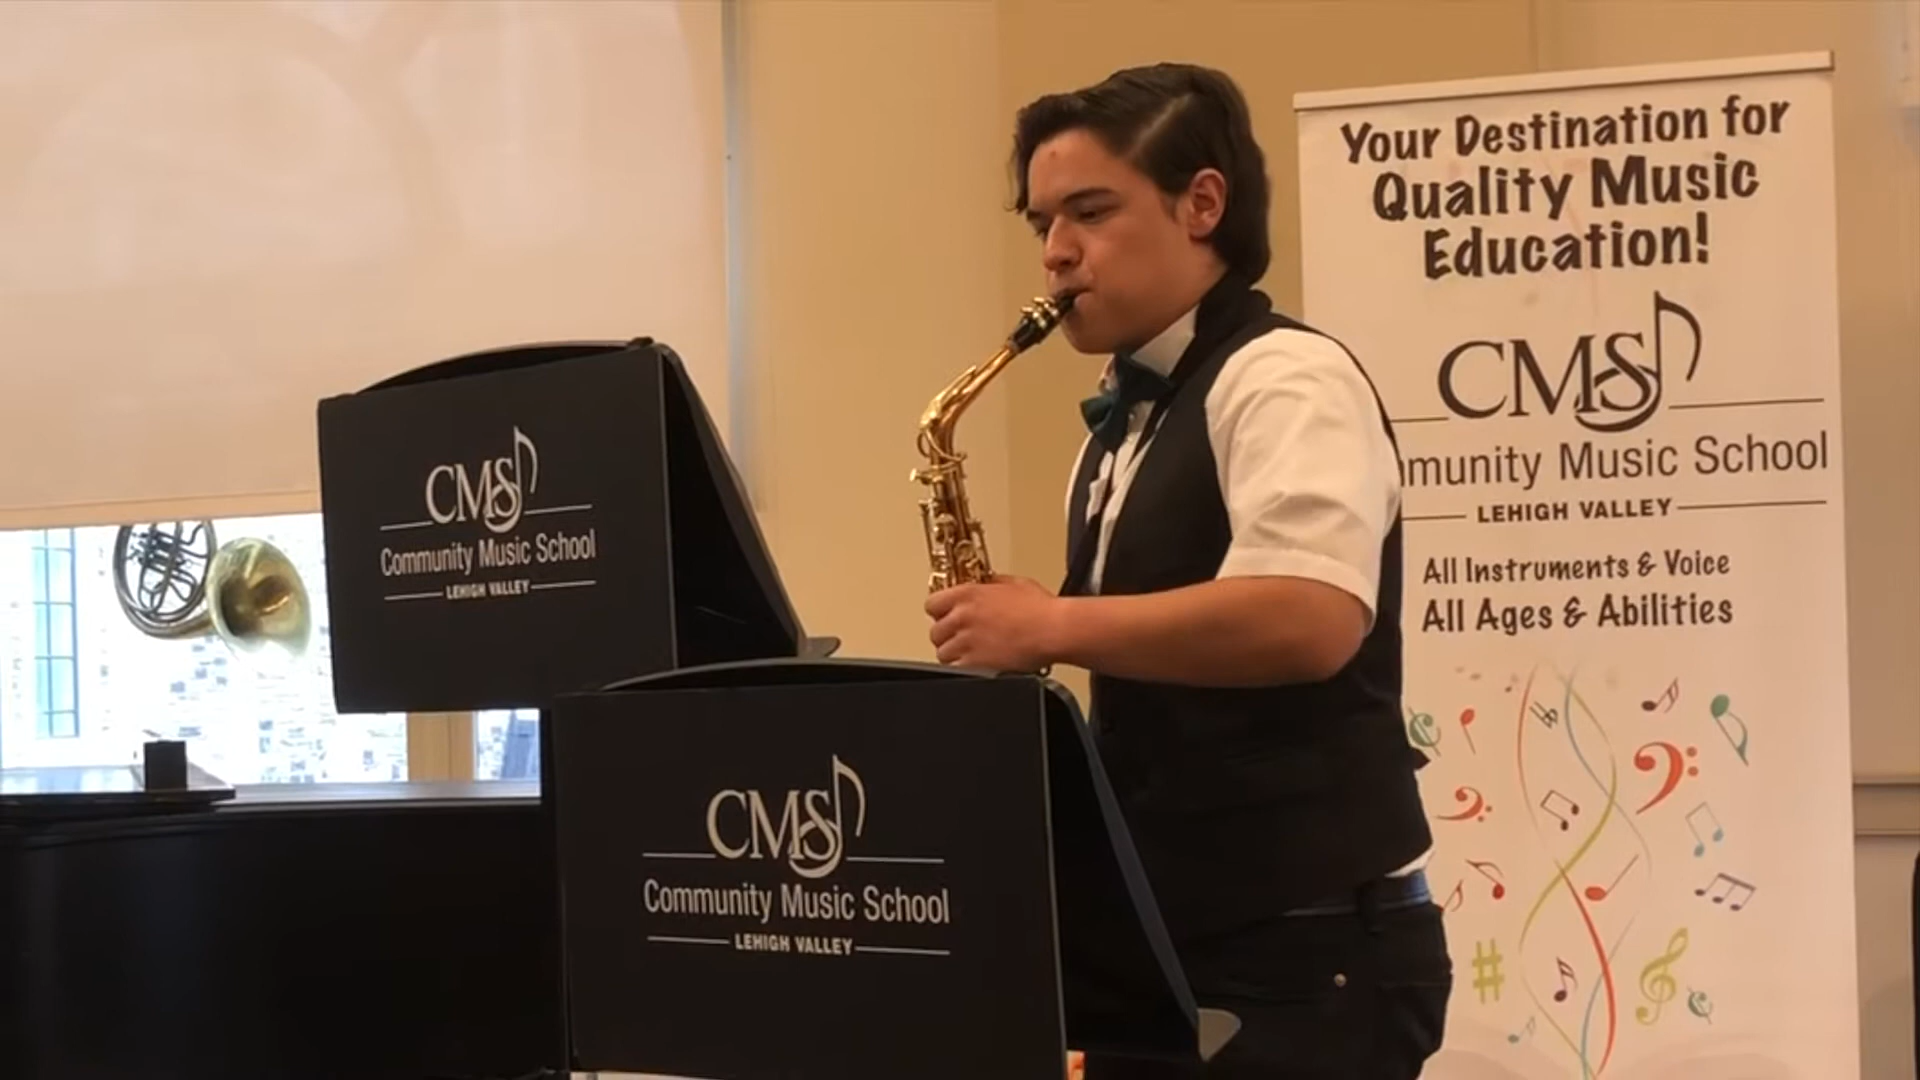 CMS
Community Music School
LEHIGH VALLEY
CMS
Community Music School
LEHIGH VALLEY
Your Destination for
Quality Music
Education!
CMS
Music School
LEHIGH VALLEY
All Instruments & Voice
All Ages & Abilities